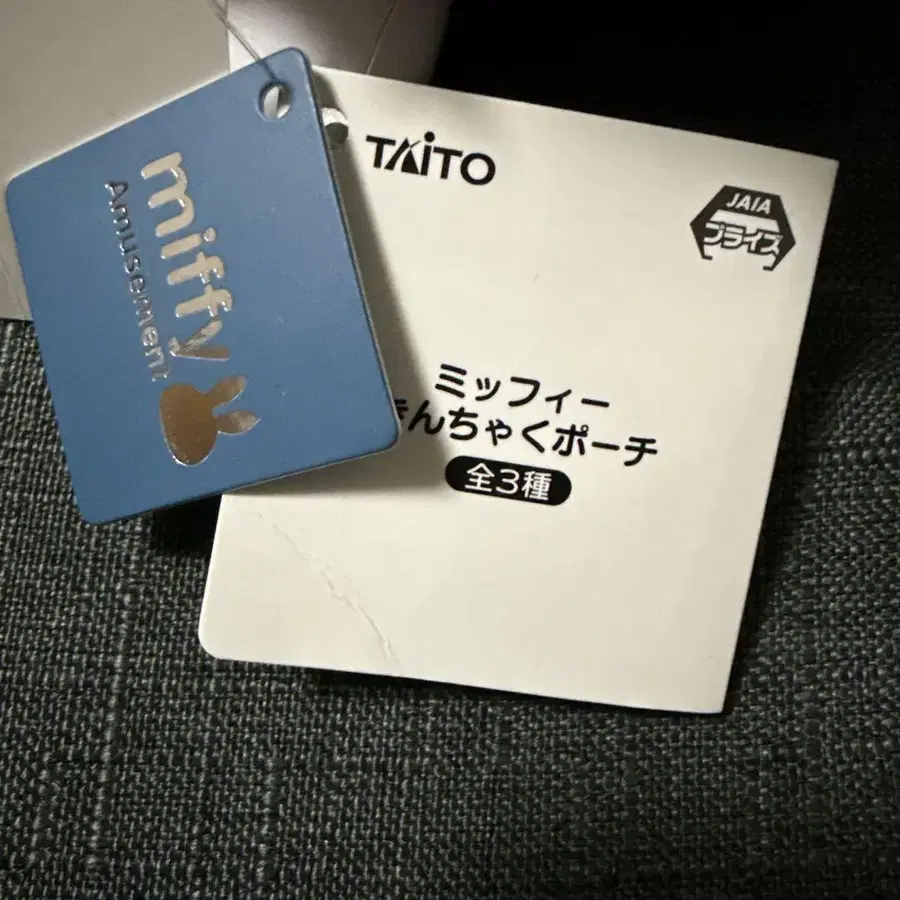 miffy
Amusement
TAITO
JAIA
プライズ
ミッフィー
きんちゃくポーチ
全3種